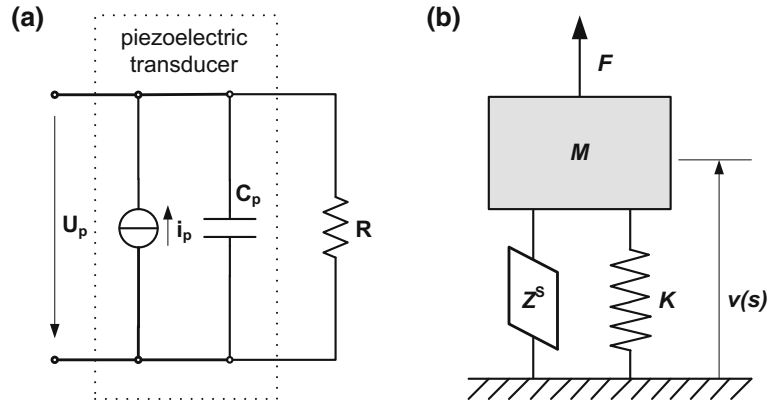 (a)
piezoelectric
transducer
Up
ip
Cp
R
(b)
F
M
ZS
K
v(s)